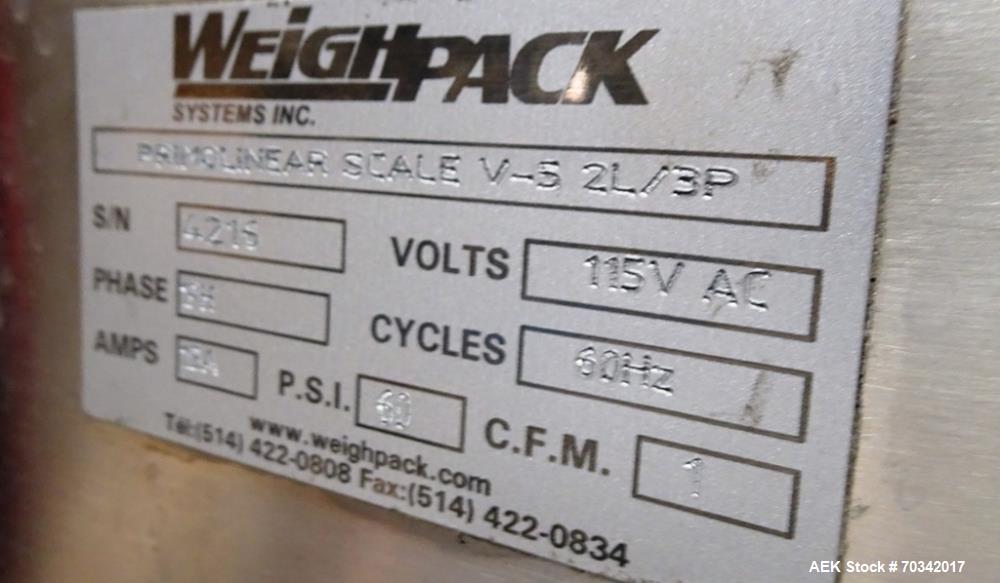 WEIGHPACK
SYSTEMS INC.
PRIMOLINEAR SCALE V-5 2L/3P
S/N 4216
VOLTS 115V AC
PHASE
CYCLES 60Hz
AMPS
P.S.I. 60
C.F.M. 1
www.weighpack.com
Tel:(514) 422-0808 Fax:(514) 422-0834
AEK Stock # 70342017